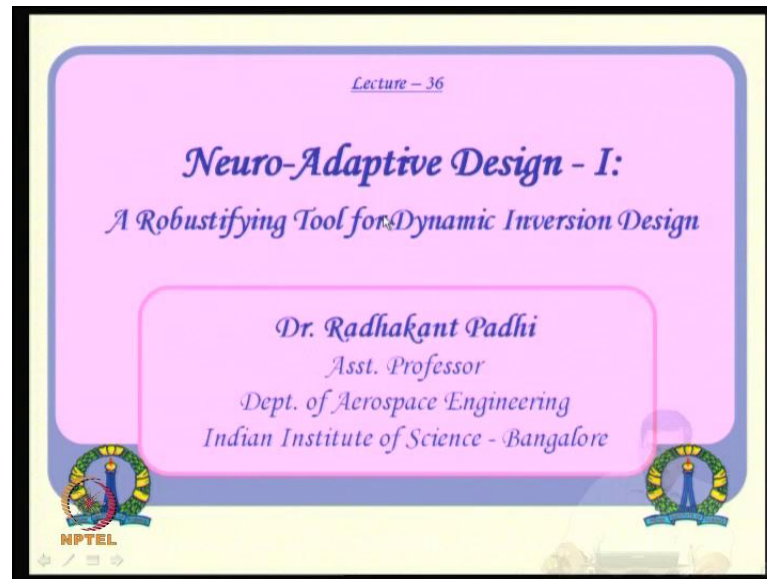 Lecture – 36
Neuro-Adaptive Design - I:
A Robustifying Tool for Dynamic Inversion Design
Dr. Radhakant Padhi
Asst. Professor
Dept. of Aerospace Engineering
Indian Institute of Science - Bangalore
NPTEL